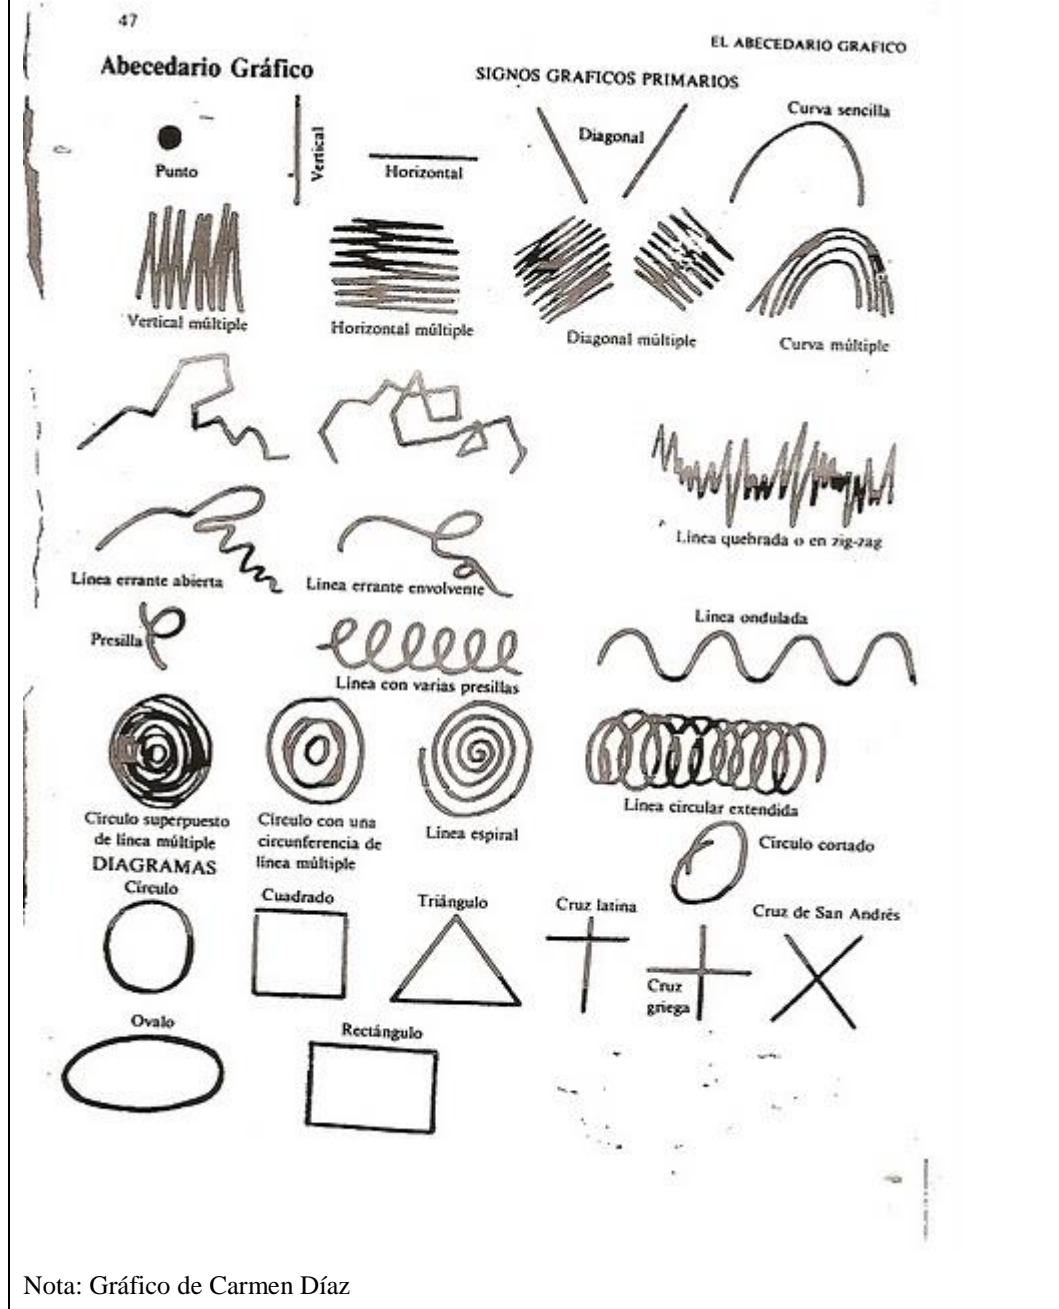 47
EL ABECEDARIO GRAFICO
Abecedario Gráfico
SIGNOS GRAFICOS PRIMARIOS
Punto
Vertical
Horizontal
Diagonal
Curva sencilla
Vertical múltiple
Horizontal múltiple
Diagonal múltiple
Curva múltiple
Línea quebrada o en zig-zag
Línea errante abierta
Línea errante envolvente
Presilla
Línea con varias presillas
Línea ondulada
Círculo superpuesto
de línea múltiple
Círculo con una
circunferencia de
línea múltiple
Línea espiral
Línea circular extendida
Círculo cortado
DIAGRAMAS
Círculo
Cuadrado
Triángulo
Cruz latina
Cruz
griega
Cruz de San Andrés
Ovalo
Rectángulo
Nota: Gráfico de Carmen Díaz